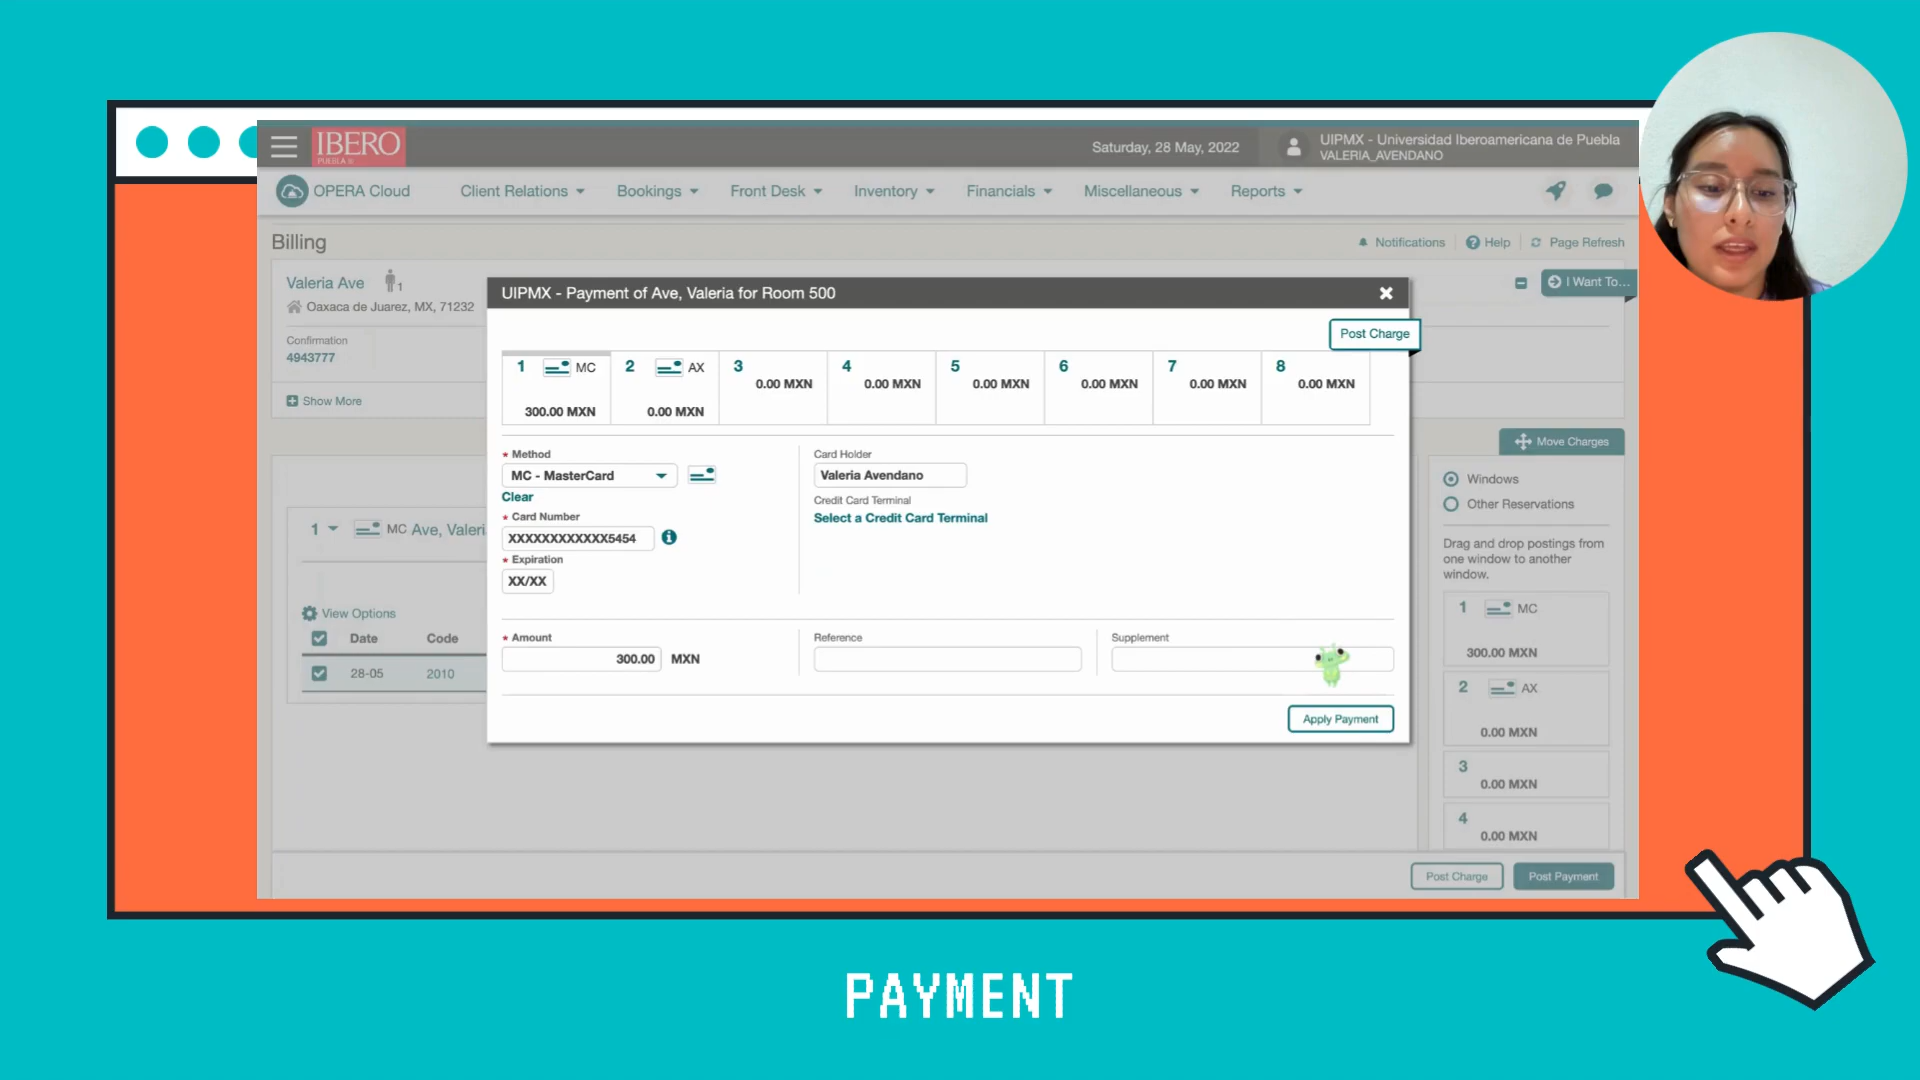 IBERO
PUEBLA
Saturday, 28 May, 2022
UIPMX - Universidad Iberoamericana de Puebla
VALERIA_AVENDANO
OPERA Cloud
Client Relations
Bookings
Front Desk
Inventory
Financials
Miscellaneous
Reports
Billing
Notifications
Help
Page Refresh
Valeria Ave
1
Oaxaca de Juarez, MX, 71232
I Want To...
Confirmation
4943777
Show More
UIPMX - Payment of Ave, Valeria for Room 500
Post Charge
1 MC
300.00 MXN
2 AX
0.00 MXN
3
0.00 MXN
4
0.00 MXN
5
0.00 MXN
6
0.00 MXN
7
0.00 MXN
8
0.00 MXN
* Method
MC - MasterCard
Clear
* Card Number
XXXXXXXXXXXX5454
* Expiration
XX/XX
Card Holder
Valeria Avendano
Credit Card Terminal
Select a Credit Card Terminal
* Amount
300.00 MXN
Reference
Supplement
Apply Payment
1 MC Ave, Valeri
View Options
Date Code
28-05 2010
Move Charges
Windows
Other Reservations
Drag and drop postings from
one window to another
window.
1 MC
300.00 MXN
2 AX
0.00 MXN
3
0.00 MXN
4
0.00 MXN
Post Charge
Post Payment
PAYMENT